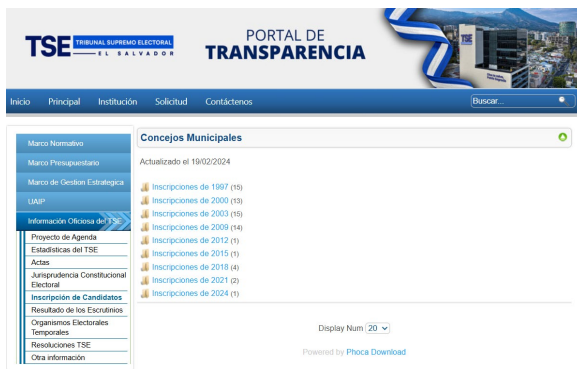 TSE TRIBUNAL SUPREMO ELECTORAL
EL SALVADOR
PORTAL DE
TRANSPARENCIA
TSE
Inicio Principal Institución Solicitud Contáctenos Buscar...
Marco Normativo
Marco Presupuestario
Marco de Gestion Estrategica
UAIP
Información Oficiosa del TSE
Proyecto de Agenda
Estadísticas del TSE
Actas
Jurisprudencia Constitucional
Electoral
Inscripción de Candidatos
Resultado de los Escrutinios
Organismos Electorales
Temporales
Resoluciones TSE
Otra información
Concejos Municipales
Actualizado el 19/02/2024
Inscripciones de 1997 (15)
Inscripciones de 2000 (13)
Inscripciones de 2003 (15)
Inscripciones de 2009 (14)
Inscripciones de 2012 (1)
Inscripciones de 2015 (1)
Inscripciones de 2018 (4)
Inscripciones de 2021 (2)
Inscripciones de 2024 (1)
Display Num 20
Powered by Phoca Download